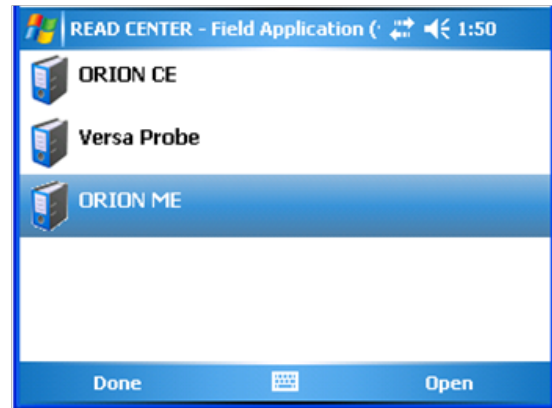 READ CENTER - Field Application (· 1:50
ORION CE
Versa Probe
ORION ME
Done Open